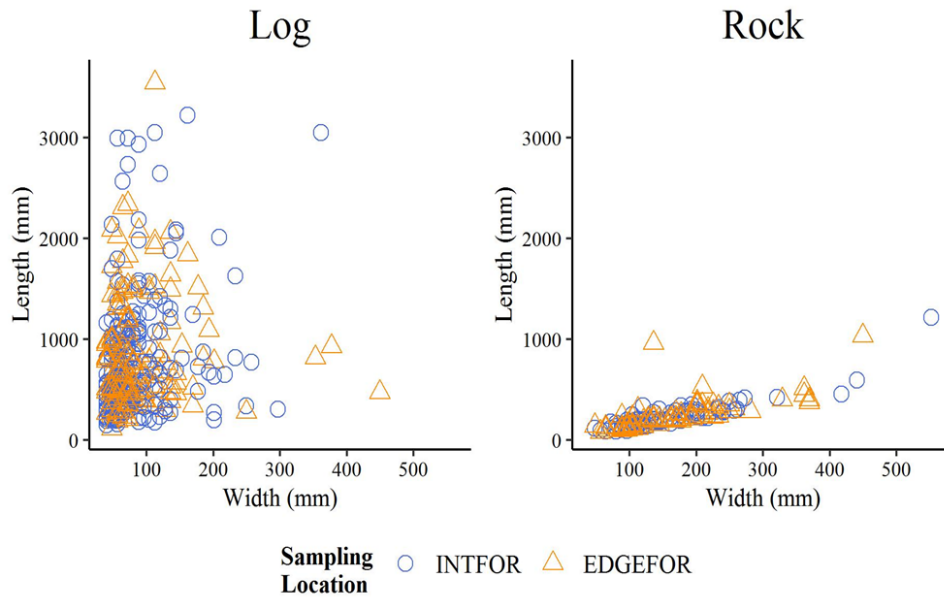 Log
Rock
Length (mm)
3000
2000
1000
0
100
200
300
400
500
Width (mm)
Length (mm)
3000
2000
1000
0
100
200
300
400
500
Width (mm)
Sampling
Location
INTFOR
EDGEFOR